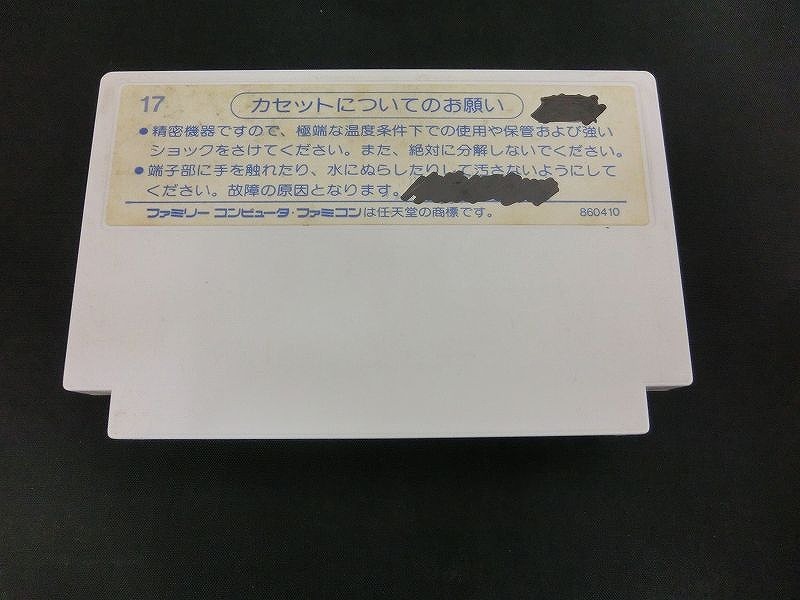 17
カセットについてのお願い
●精密機器ですので、極端な温度条件下での使用や保管および強い
ショックをさけてください。また、絶対に分解しないでください。
●端子部に手を触れたり、水にぬらしたりして汚さないようにして
ください。故障の原因となります。
ファミリー コンピュータ・ファミコンは任天堂の商標です。 860410